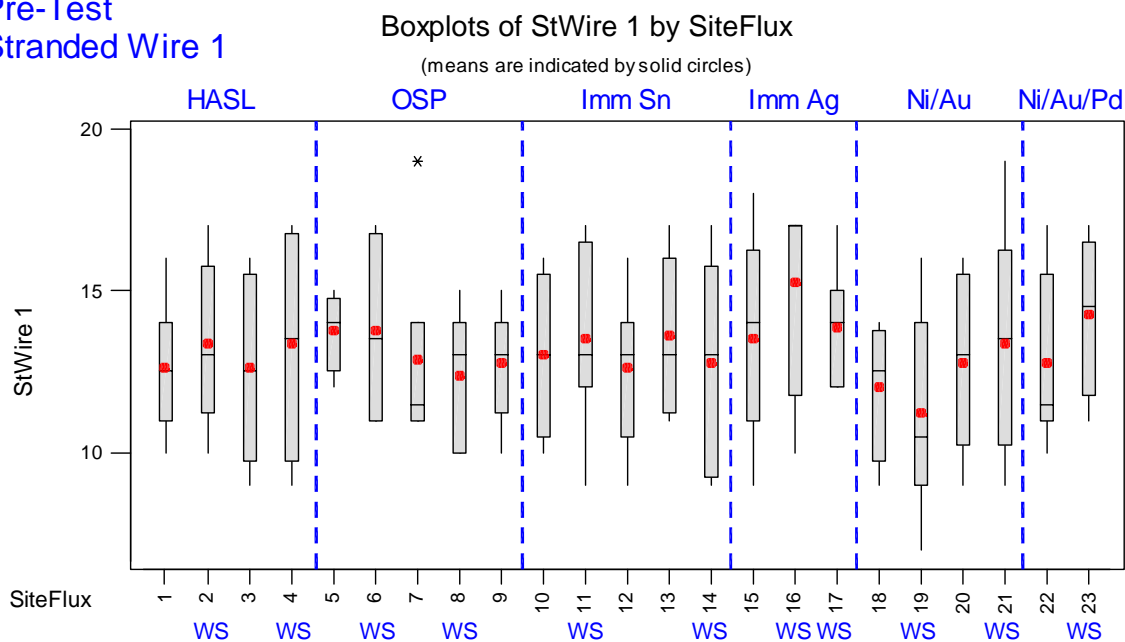 Pre-Test
Stranded Wire 1
Boxplots of StWire 1 by SiteFlux
(means are indicated by solid circles)
HASL OSP Imm Sn Imm Ag Ni/Au Ni/Au/Pd
20
15
10
StWire 1
SiteFlux 1 2 3 4 5 6 7 8 9 10 11 12 13 14 15 16 17 18 19 20 21 22 23
WS WS WS WS WS WS WS WS WS WS WS